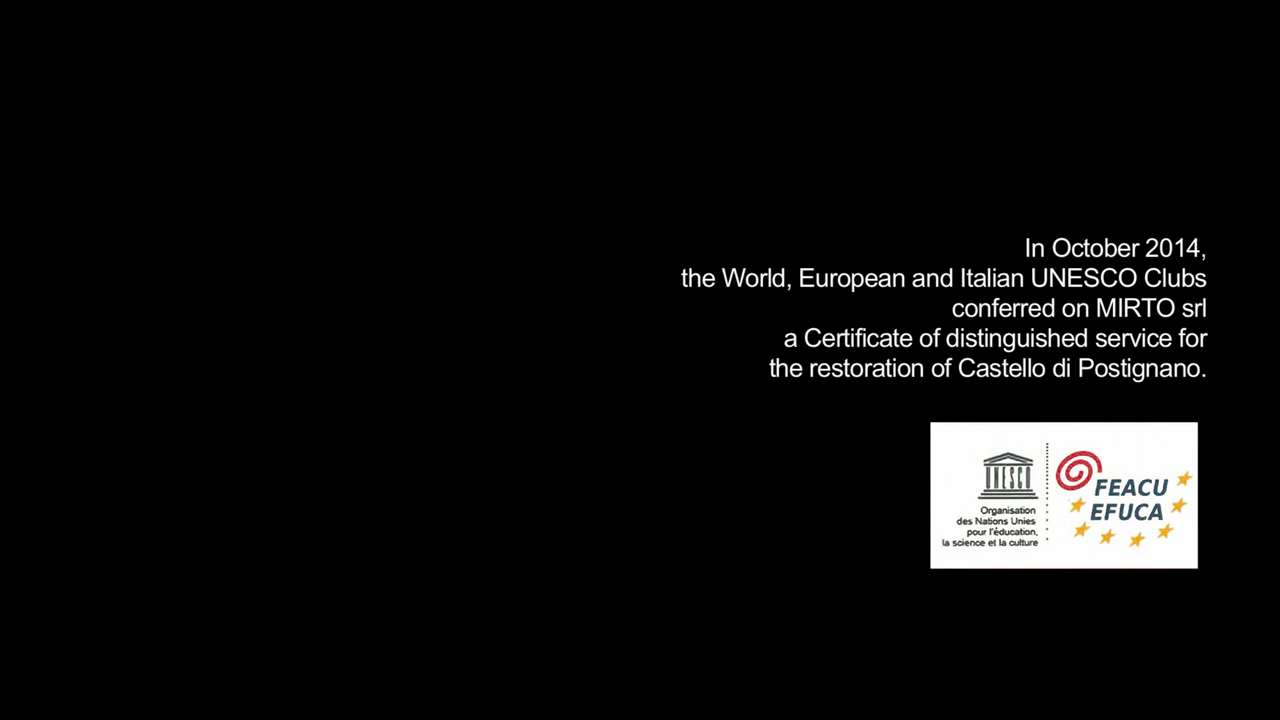 In October 2014,
the World, European and Italian UNESCO Clubs
conferred on MIRTO srl
a Certificate of distinguished service for
the restoration of Castello di Postignano.
UNESCO
Organisation
des Nations Unies
pour l'éducation,
la science et la culture
FEACU
EFUCA